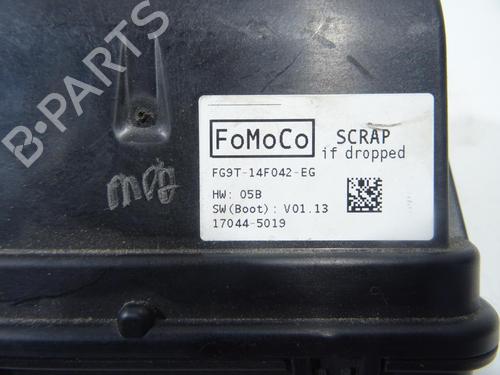 B-PARTS
FoMoCo
SCRAP
if dropped
FG9T-14F042-EG
HW: 05B
SW(Boot): V01.13
17044-5019